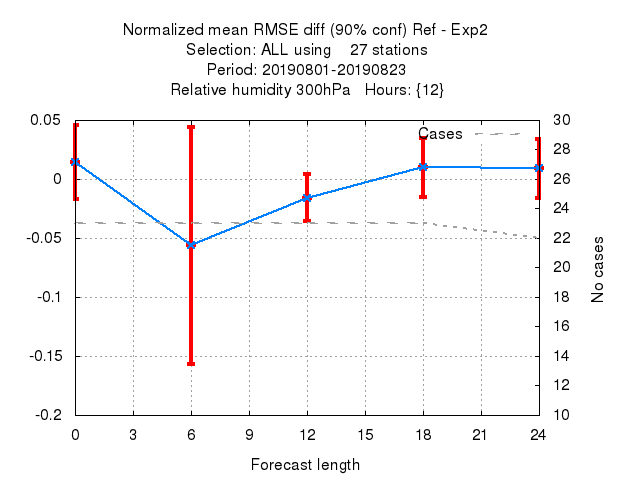 Normalized mean RMSE diff (90% conf) Ref - Exp2
Selection: ALL using    27 stations
Period: 20190801-20190823
Relative humidity 300hPa   Hours: {12}
Cases
0.05
0
-0.05
-0.1
-0.15
-0.2
30
28
26
24
22
20
18
16
14
12
10
No cases
0 3 6 9 12 15 18 21 24
Forecast length